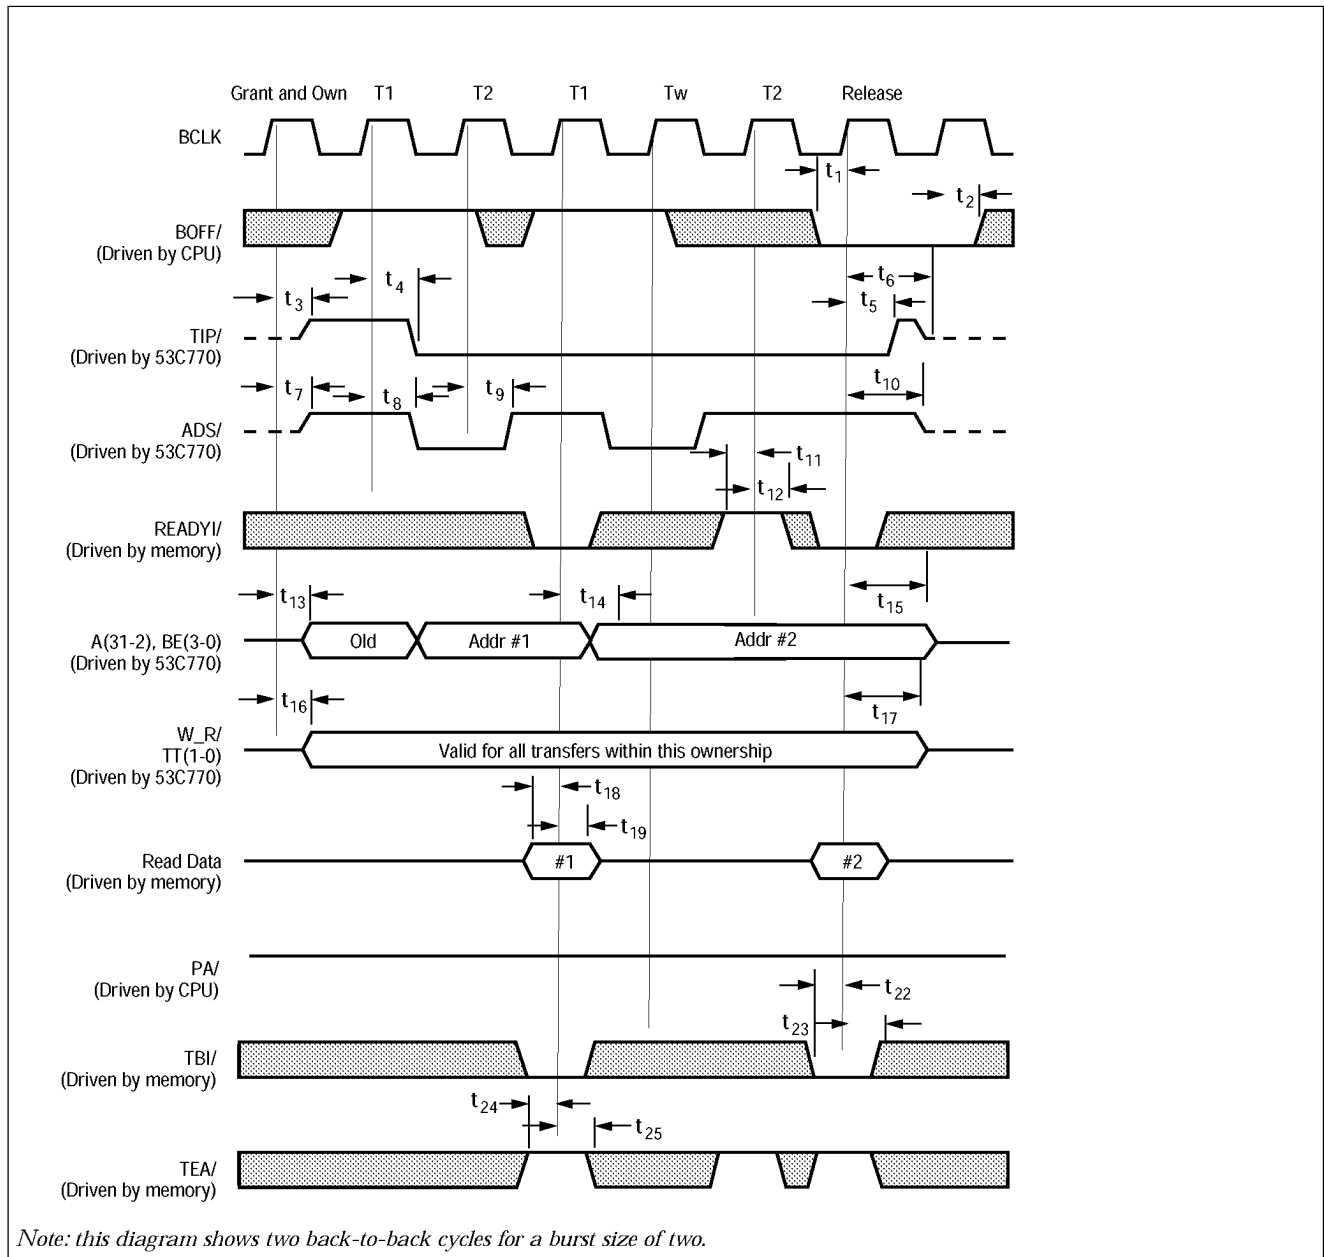 Grant and Own T1 T2 T1 Tw T2 Release
BCLK
t1
t2
BOFF/
(Driven by CPU)
t6
t4
t3
t5
TIP/
(Driven by 53C770)
t10
t7
t8
t9
ADS/
(Driven by 53C770)
t11
t12
READYI/
(Driven by memory)
t13
t14
t15
A(31-2), BE(3-0)
(Driven by 53C770)
Old
Addr #1
Addr #2
t16
t17
W_R/
TT(1-0)
(Driven by 53C770)
Valid for all transfers within this ownership
t18
t19
Read Data
(Driven by memory)
#1
#2
PA/
(Driven by CPU)
t22
t23
TBI/
(Driven by memory)
t24
t25
TEA/
(Driven by memory)
Note: this diagram shows two back-to-back cycles for a burst size of two.